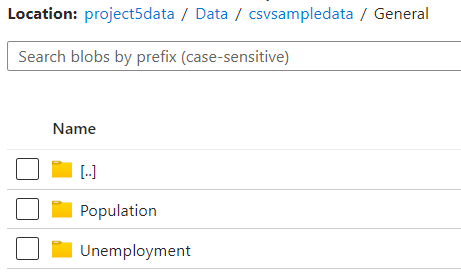 Location: project5data / Data / csvsampledata / General
Search blobs by prefix (case-sensitive)
Name
[..]
Population
Unemployment